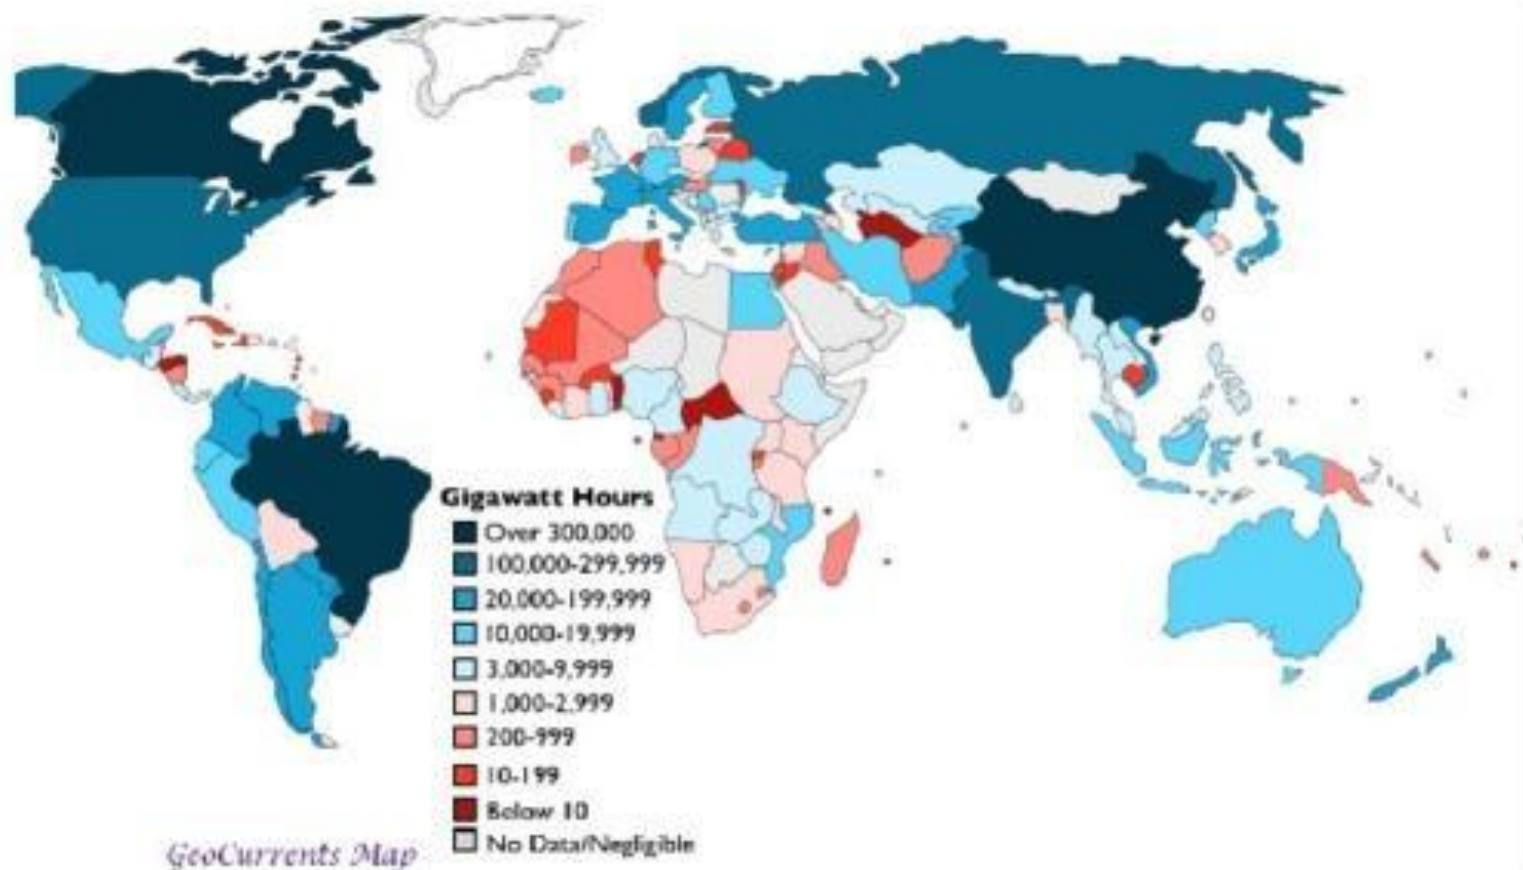 Gigawatt Hours
Over 300,000
100,000-299,999
20,000-199,999
10,000-19,999
3,000-9,999
1,000-2,999
200-999
10-199
Below 10
No Data/Negligible
GeoCurrents Map